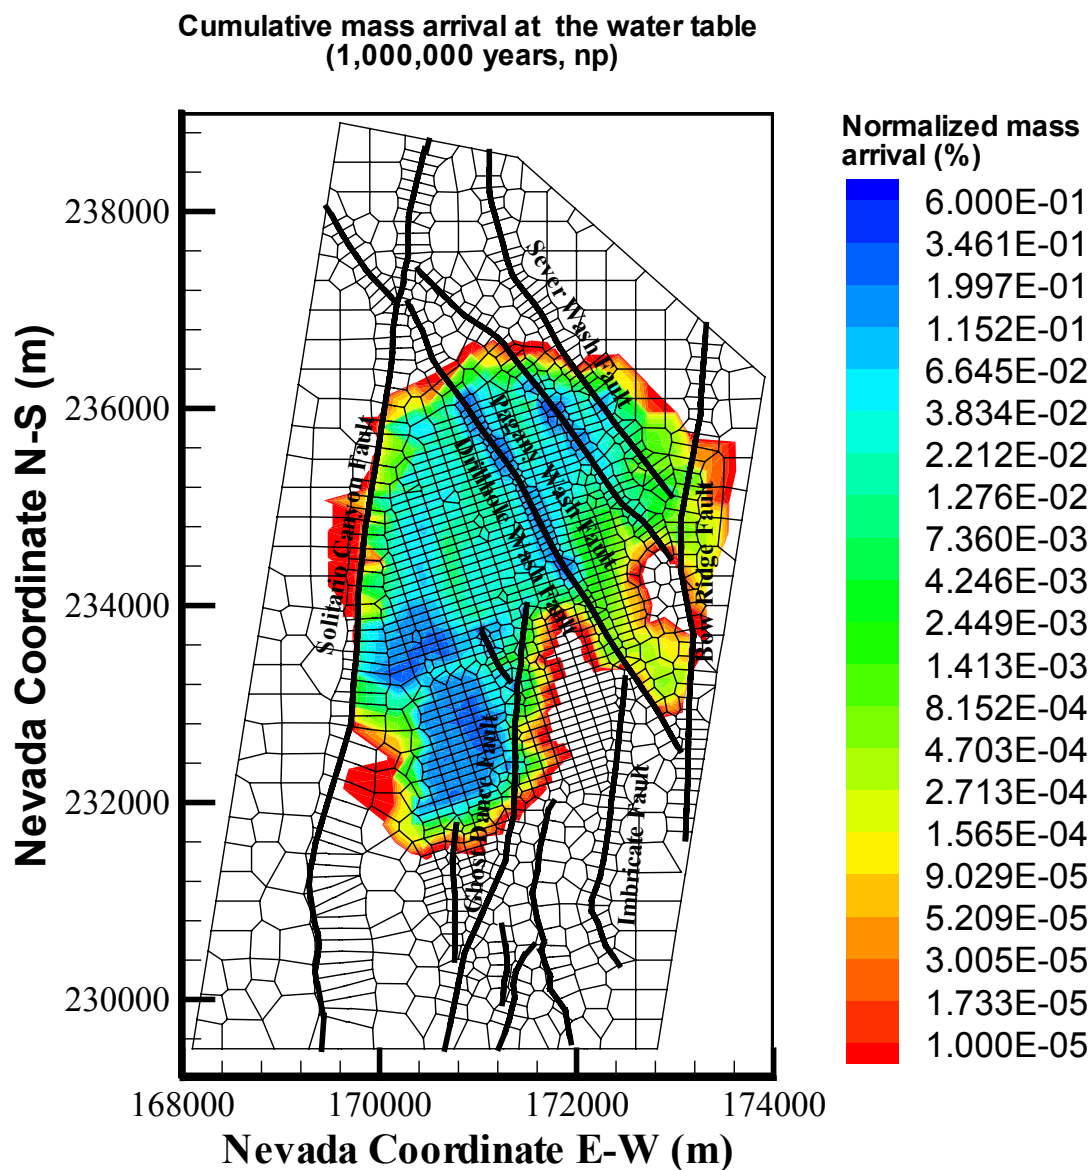 Cumulative mass arrival at the water table
(1,000,000 years, np)
Normalized mass
arrival (%)
6.000E-01
3.461E-01
1.997E-01
1.152E-01
6.645E-02
3.834E-02
2.212E-02
1.276E-02
7.360E-03
4.246E-03
2.449E-03
1.413E-03
8.152E-04
4.703E-04
2.713E-04
1.565E-04
9.029E-05
5.209E-05
3.005E-05
1.733E-05
1.000E-05
Nevada Coordinate N-S (m)
238000
236000
234000
232000
230000
Sever Wash Fault
Pagany Wash Fault
Drillhole Wash Fault
Solitario Canyon Fault
Bow Ridge Fault
Ghost Dance Fault
Imbricate Fault
168000
170000
172000
174000
Nevada Coordinate E-W (m)